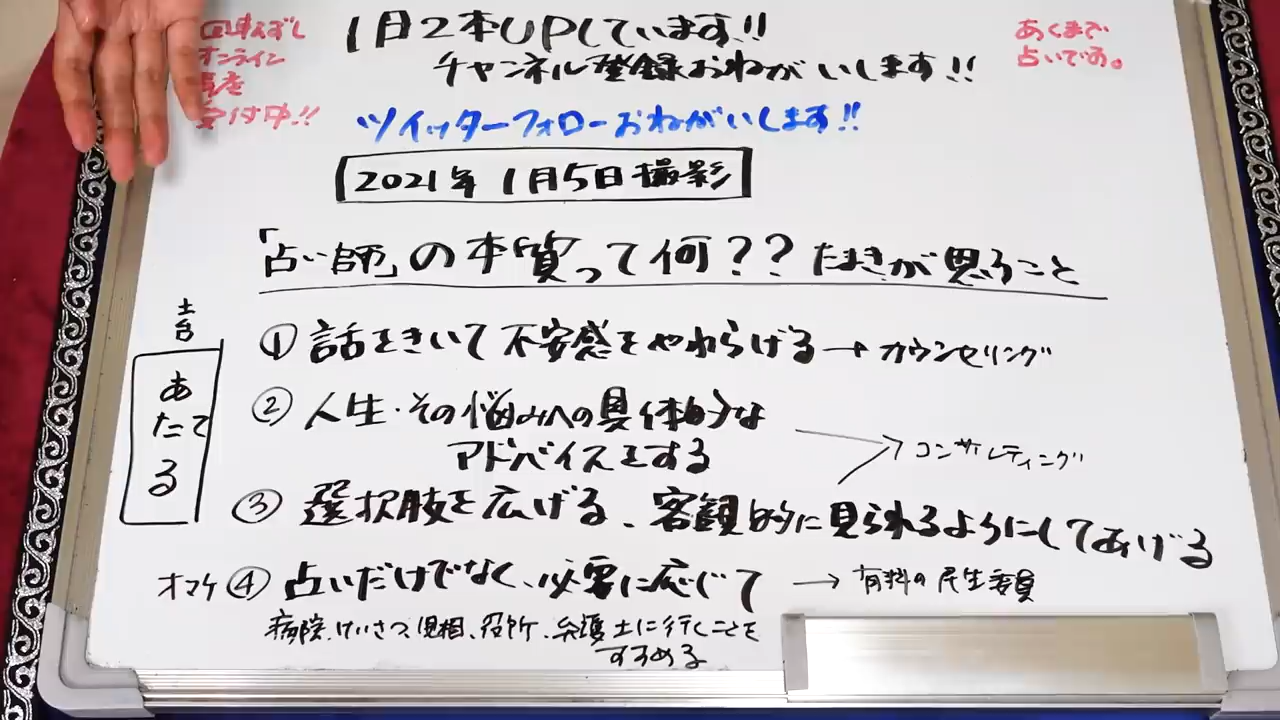 1日2本UPしています!!
チャンネル登録おねがいします!!
ツイッターフォローおねがいします!!
オンライン
受付中!!
あくまで
占いです。
2021年 1月5日撮影
「占い師」の本質って何?? たまきが思うこと
土台
あたてる
① 話をきいて不安感をやわらげる→カウンセリング
② 人生・その悩みへの具体的な
アドバイスをする
→コンサルティング
③ 選択肢を広げる、客観的に見られるようにしてあげる
オマケ ④ 占いだけでなく、必要に応じて → 有料の民生委員
病院、けいさつ、児相、役所、弁護士に行くことを
すすめる